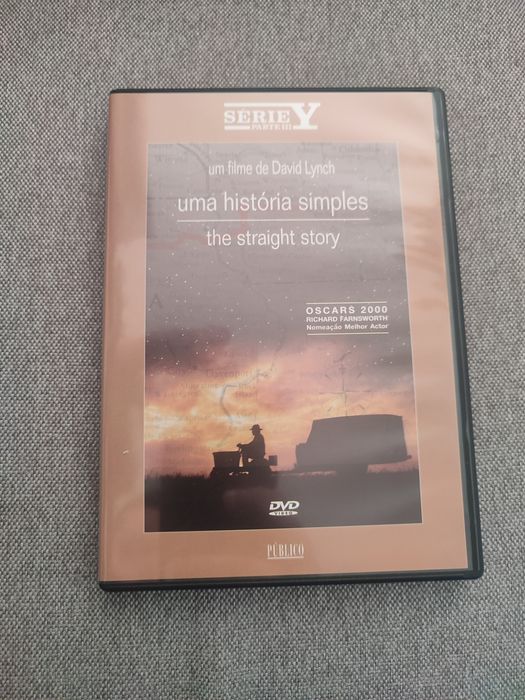 SÉRIE Y
PARTE III
um filme de David Lynch
uma história simples
the straight story
OSCARS 2000
RICHARD FARNSWORTH
Nomeação Melhor Actor
Davenport
DVD
VIDEO
PÚBLICO